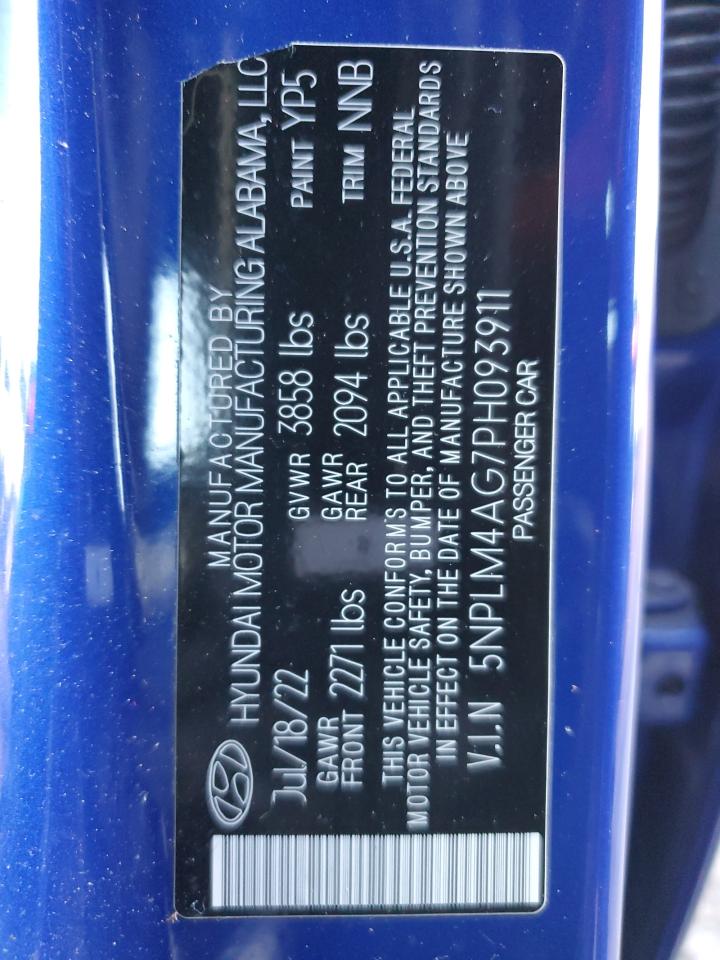 MANUFACTURED BY
HYUNDAI MOTOR MANUFACTURING ALABAMA, LLC
Jul/18/22 GVWR 3858 lbs PAINT YP5
GAWR FRONT 2271 lbs GAWR REAR 2094 lbs TRIM NNB
THIS VEHICLE CONFORMS TO ALL APPLICABLE U.S.A. FEDERAL
MOTOR VEHICLE SAFETY, BUMPER, AND THEFT PREVENTION STANDARDS
IN EFFECT ON THE DATE OF MANUFACTURE SHOWN ABOVE
V.I.N 5NPLM4AG7PH093911
PASSENGER CAR